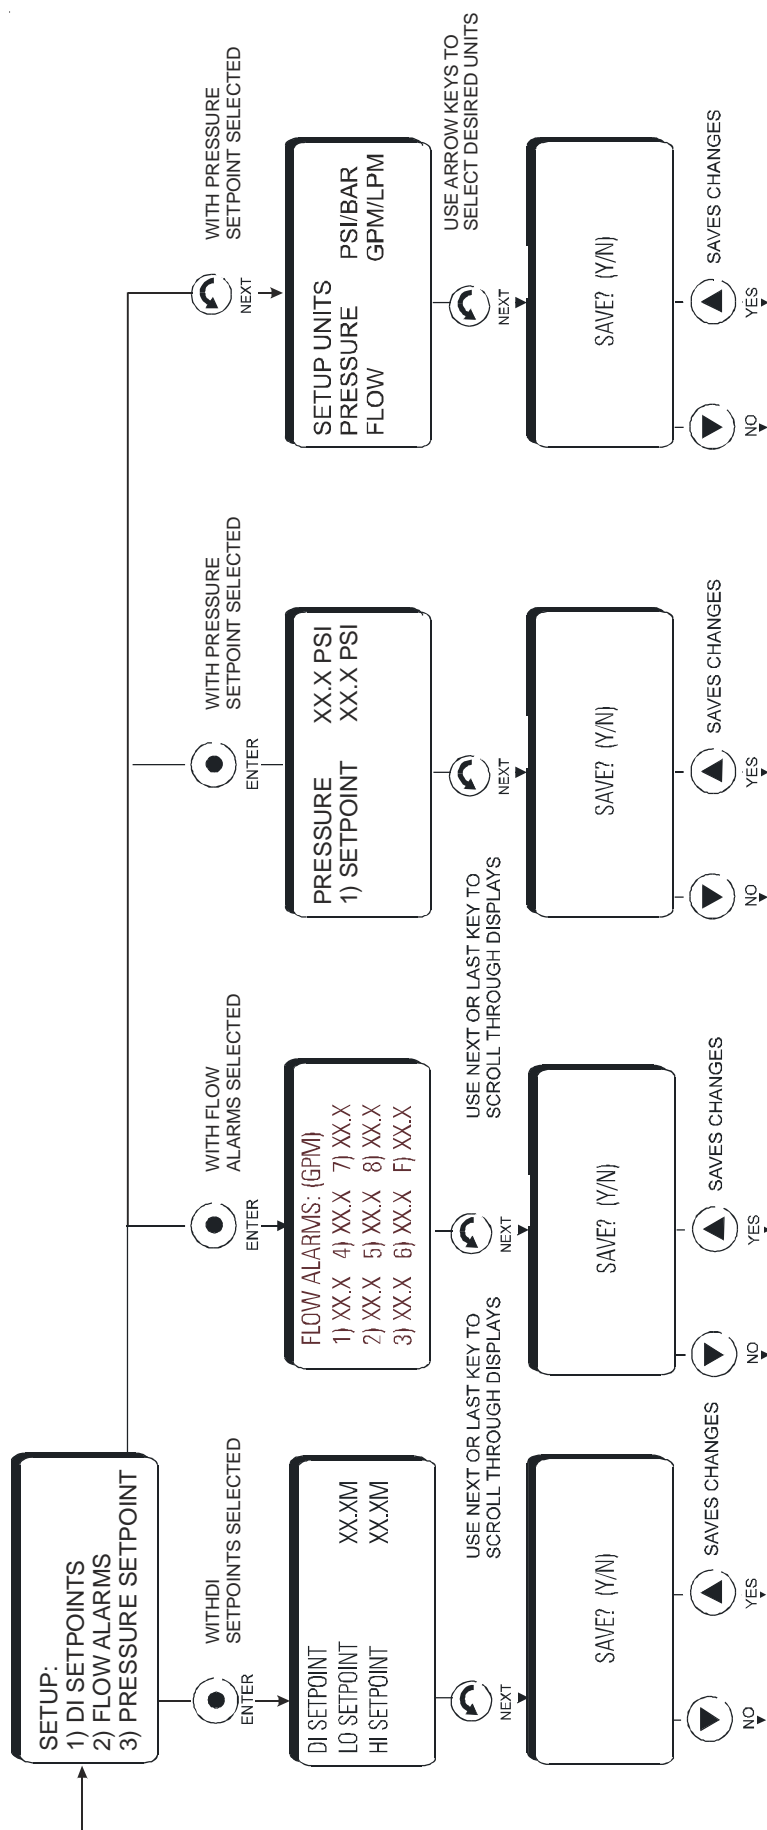 SETUP:
1) DI SETPOINTS
2) FLOW ALARMS
3) PRESSURE SETPOINT
ENTER
WITHDI
SETPOINTS SELECTED
DI SETPOINT
LO SETPOINT XX.XM
HI SETPOINT XX.XM
NEXT
USE NEXT OR LAST KEY TO
SCROLL THROUGH DISPLAYS
SAVE? (Y/N)
NO
YES
SAVES CHANGES
ENTER
WITH FLOW
ALARMS SELECTED
FLOW ALARMS: (GPM)
1) XX.X 4) XX.X 7) XX.X
2) XX.X 5) XX.X 8) XX.X
3) XX.X 6) XX.X F) XX.X
NEXT
USE NEXT OR LAST KEY TO
SCROLL THROUGH DISPLAYS
SAVE? (Y/N)
NO
YES
SAVES CHANGES
ENTER
WITH PRESSURE
SETPOINT SELECTED
PRESSURE XX.X PSI
1) SETPOINT XX.X PSI
NEXT
SAVE? (Y/N)
NO
YES
SAVES CHANGES
NEXT
WITH PRESSURE
SETPOINT SELECTED
SETUP UNITS
PRESSURE PSI/BAR
FLOW GPM/LPM
NEXT
USE ARROW KEYS TO
SELECT DESIRED UNITS
SAVE? (Y/N)
NO
YES
SAVES CHANGES